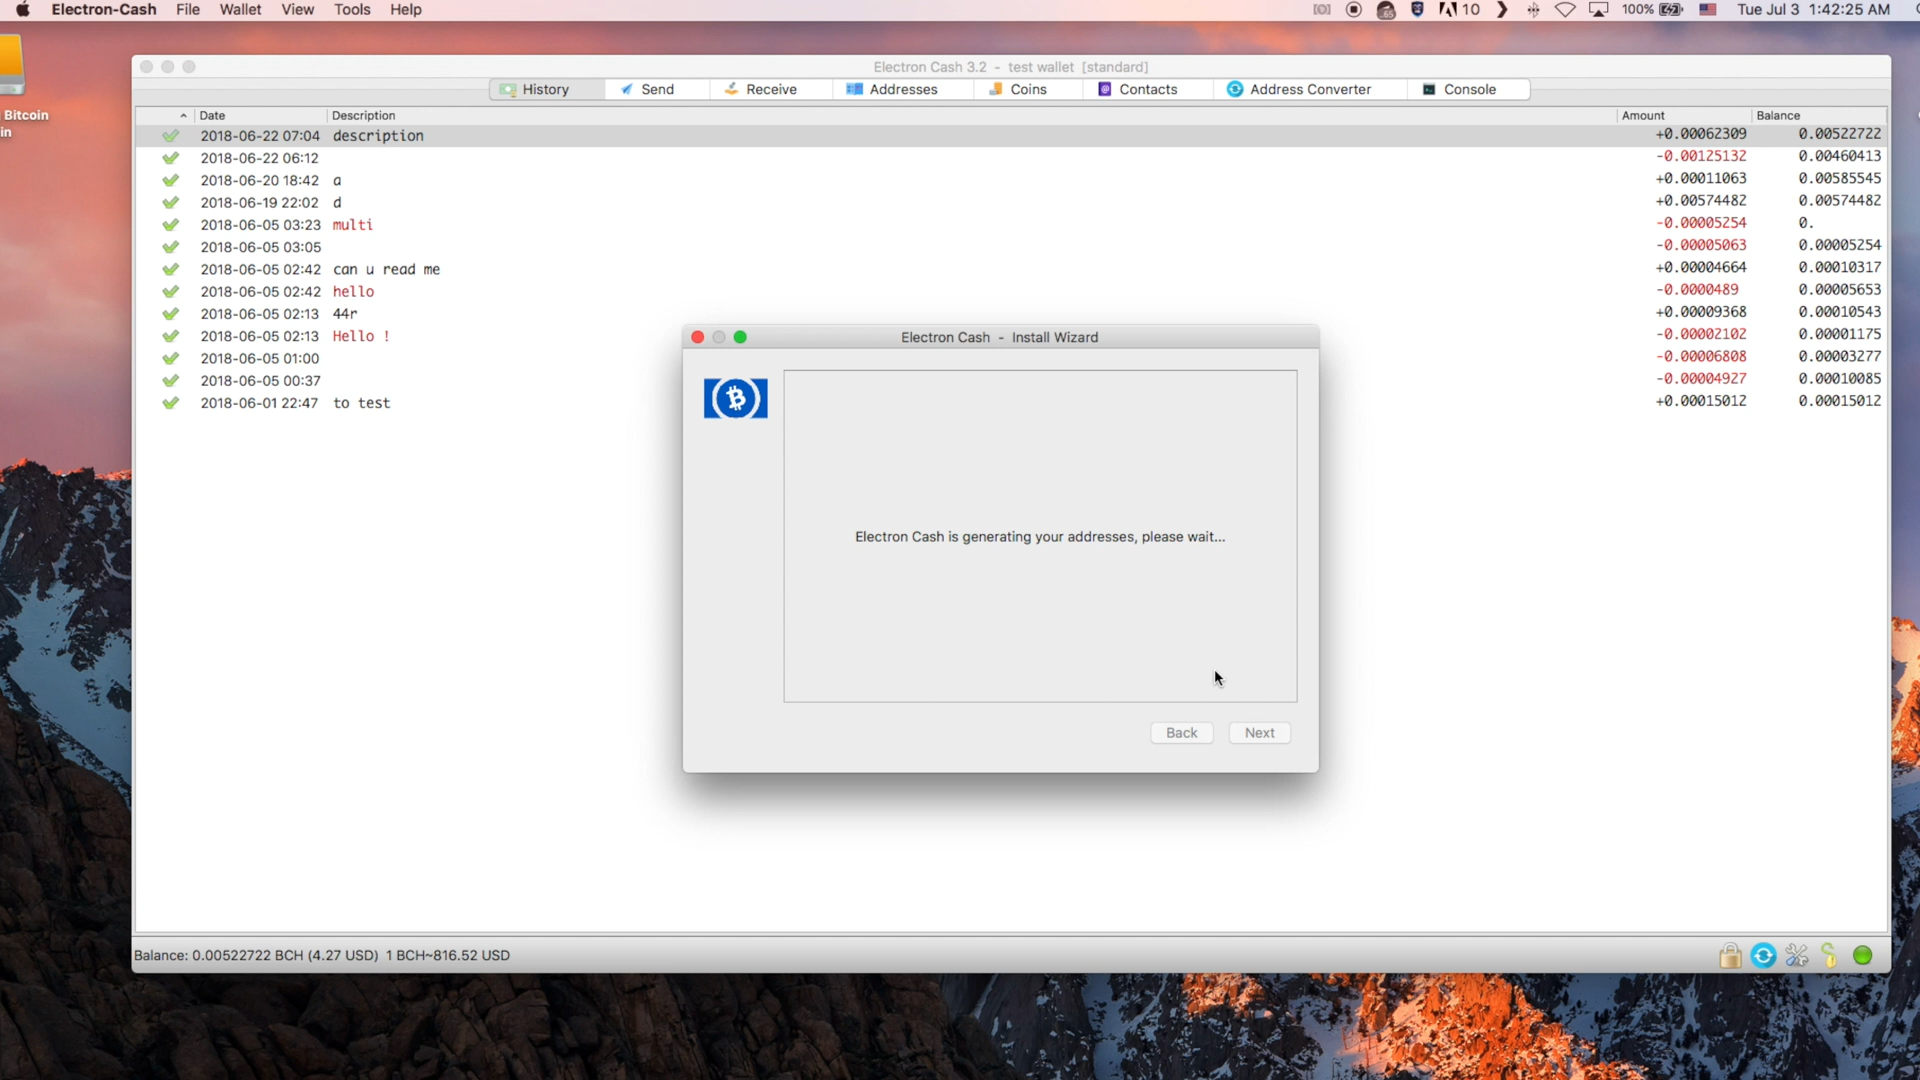 Electron-Cash File Wallet View Tools Help 10 100% Tue Jul 3 1:42:25 AM
Bitcoin
in
Electron Cash 3.2 - test wallet [standard]
History Send Receive Addresses Coins Contacts Address Converter Console
Date Description Amount Balance
2018-06-22 07:04 description +0.00062309 0.00522722
2018-06-22 06:12 -0.00125132 0.00460413
2018-06-20 18:42 a +0.00011063 0.00585545
2018-06-19 22:02 d +0.00574482 0.00574482
2018-06-05 03:23 multi -0.00005254 0.
2018-06-05 03:05 -0.00005063 0.00005254
2018-06-05 02:42 can u read me +0.00004664 0.00010317
2018-06-05 02:42 hello -0.0000489 0.00005653
2018-06-05 02:13 44r +0.00009368 0.00010543
2018-06-05 02:13 Hello ! -0.00002102 0.00001175
2018-06-05 01:00 -0.00006808 0.00003277
2018-06-05 00:37 -0.00004927 0.00010085
2018-06-01 22:47 to test +0.00015012 0.00015012
Electron Cash - Install Wizard
Electron Cash is generating your addresses, please wait...
Back Next
Balance: 0.00522722 BCH (4.27 USD) 1 BCH~816.52 USD